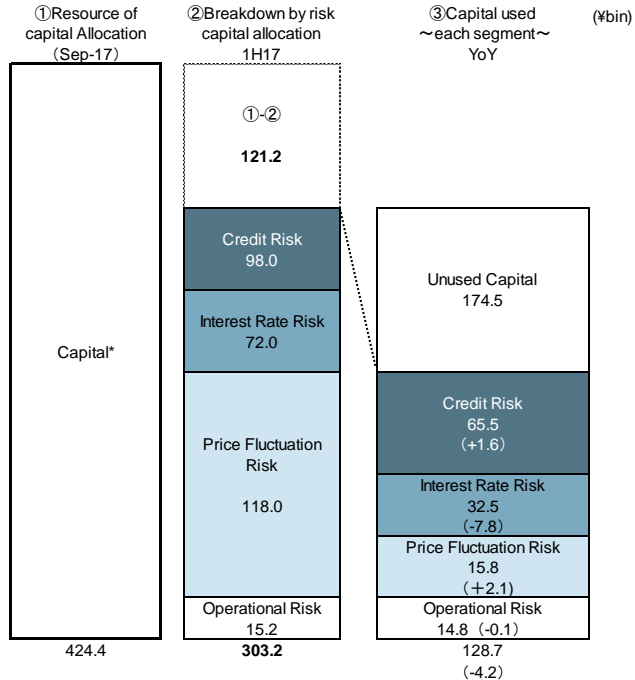 ①Resource of
capital Allocation
（Sep-17）
②Breakdown by risk
capital allocation
1H17
③Capital used
～each segment～
YoY
(¥bin)
Capital*
424.4
①-②
121.2
Credit Risk
98.0
Interest Rate Risk
72.0
Price Fluctuation
Risk
118.0
Operational Risk
15.2
303.2
Unused Capital
174.5
Credit Risk
65.5
（+1.6）
Interest Rate Risk
32.5
（-7.8）
Price Fluctuation Risk
15.8
（＋2.1）
Operational Risk
14.8（-0.1）
128.7
（-4.2）